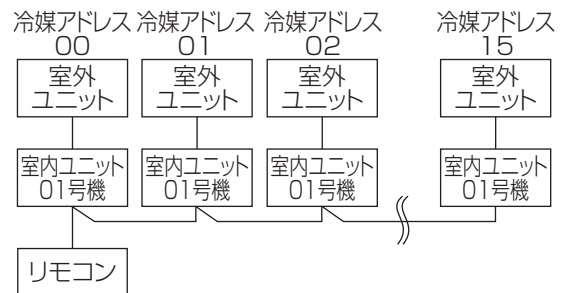 冷媒アドレス 冷媒アドレス 冷媒アドレス 冷媒アドレス
00 01 02 15
室外 室外 室外 室外
ユニット ユニット ユニット ユニット
室内ユニット 室内ユニット 室内ユニット 室内ユニット
01号機 01号機 01号機 01号機
リモコン